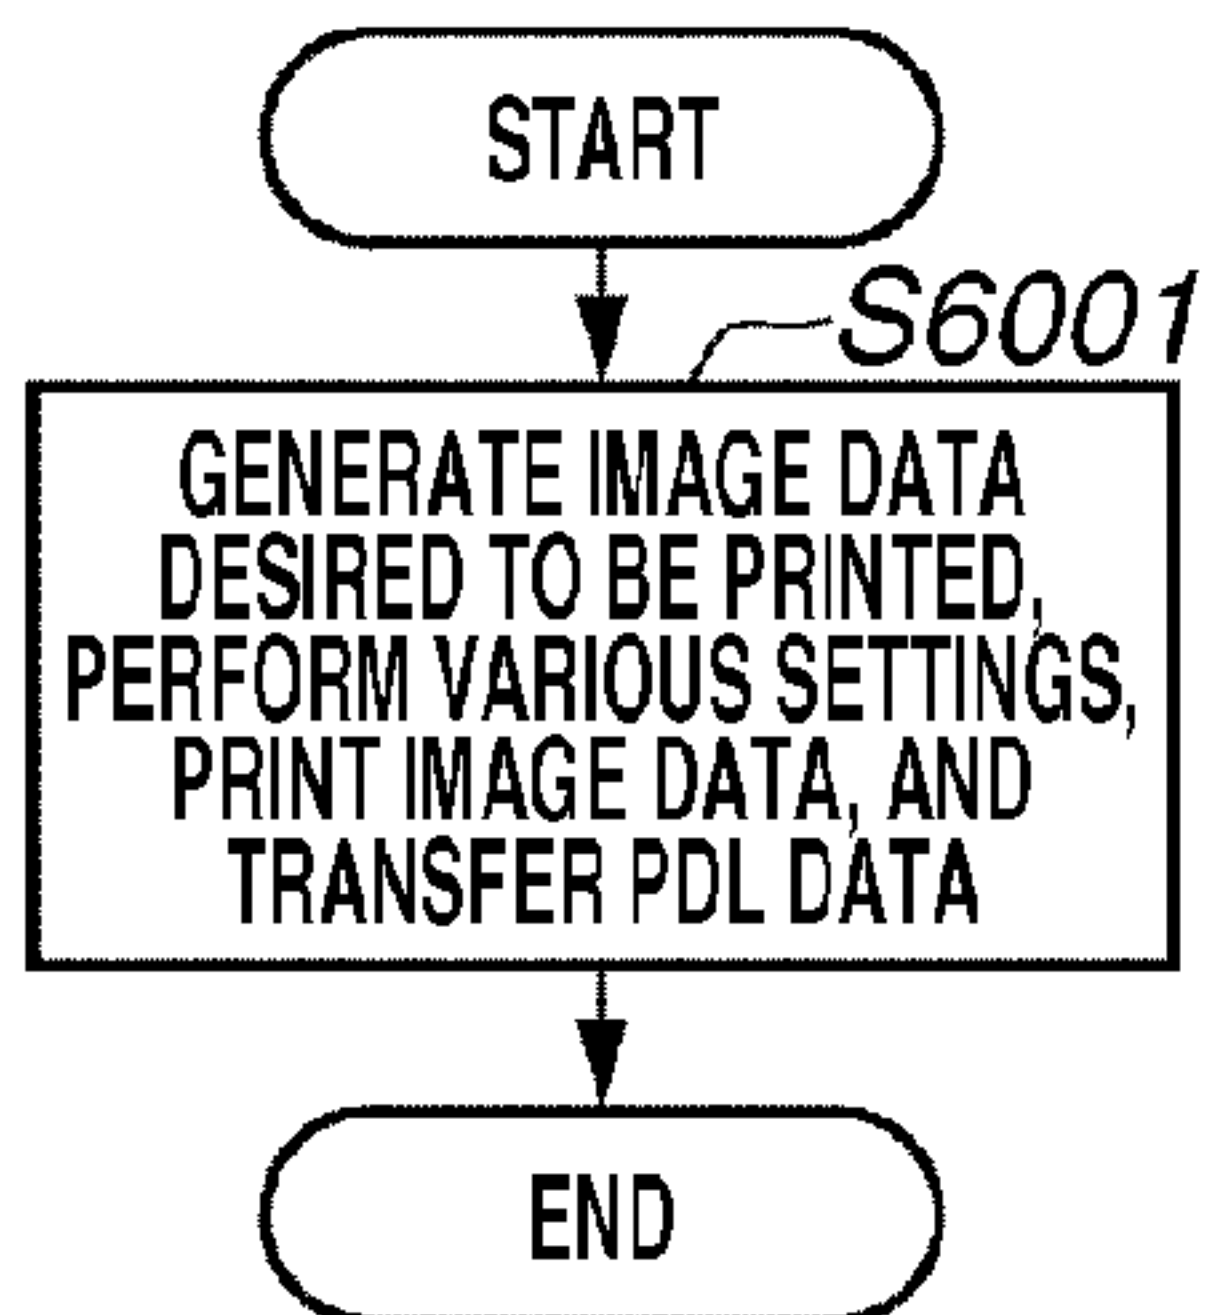 START
S6001
GENERATE IMAGE DATA
DESIRED TO BE PRINTED,
PERFORM VARIOUS SETTINGS,
PRINT IMAGE DATA, AND
TRANSFER PDL DATA
END